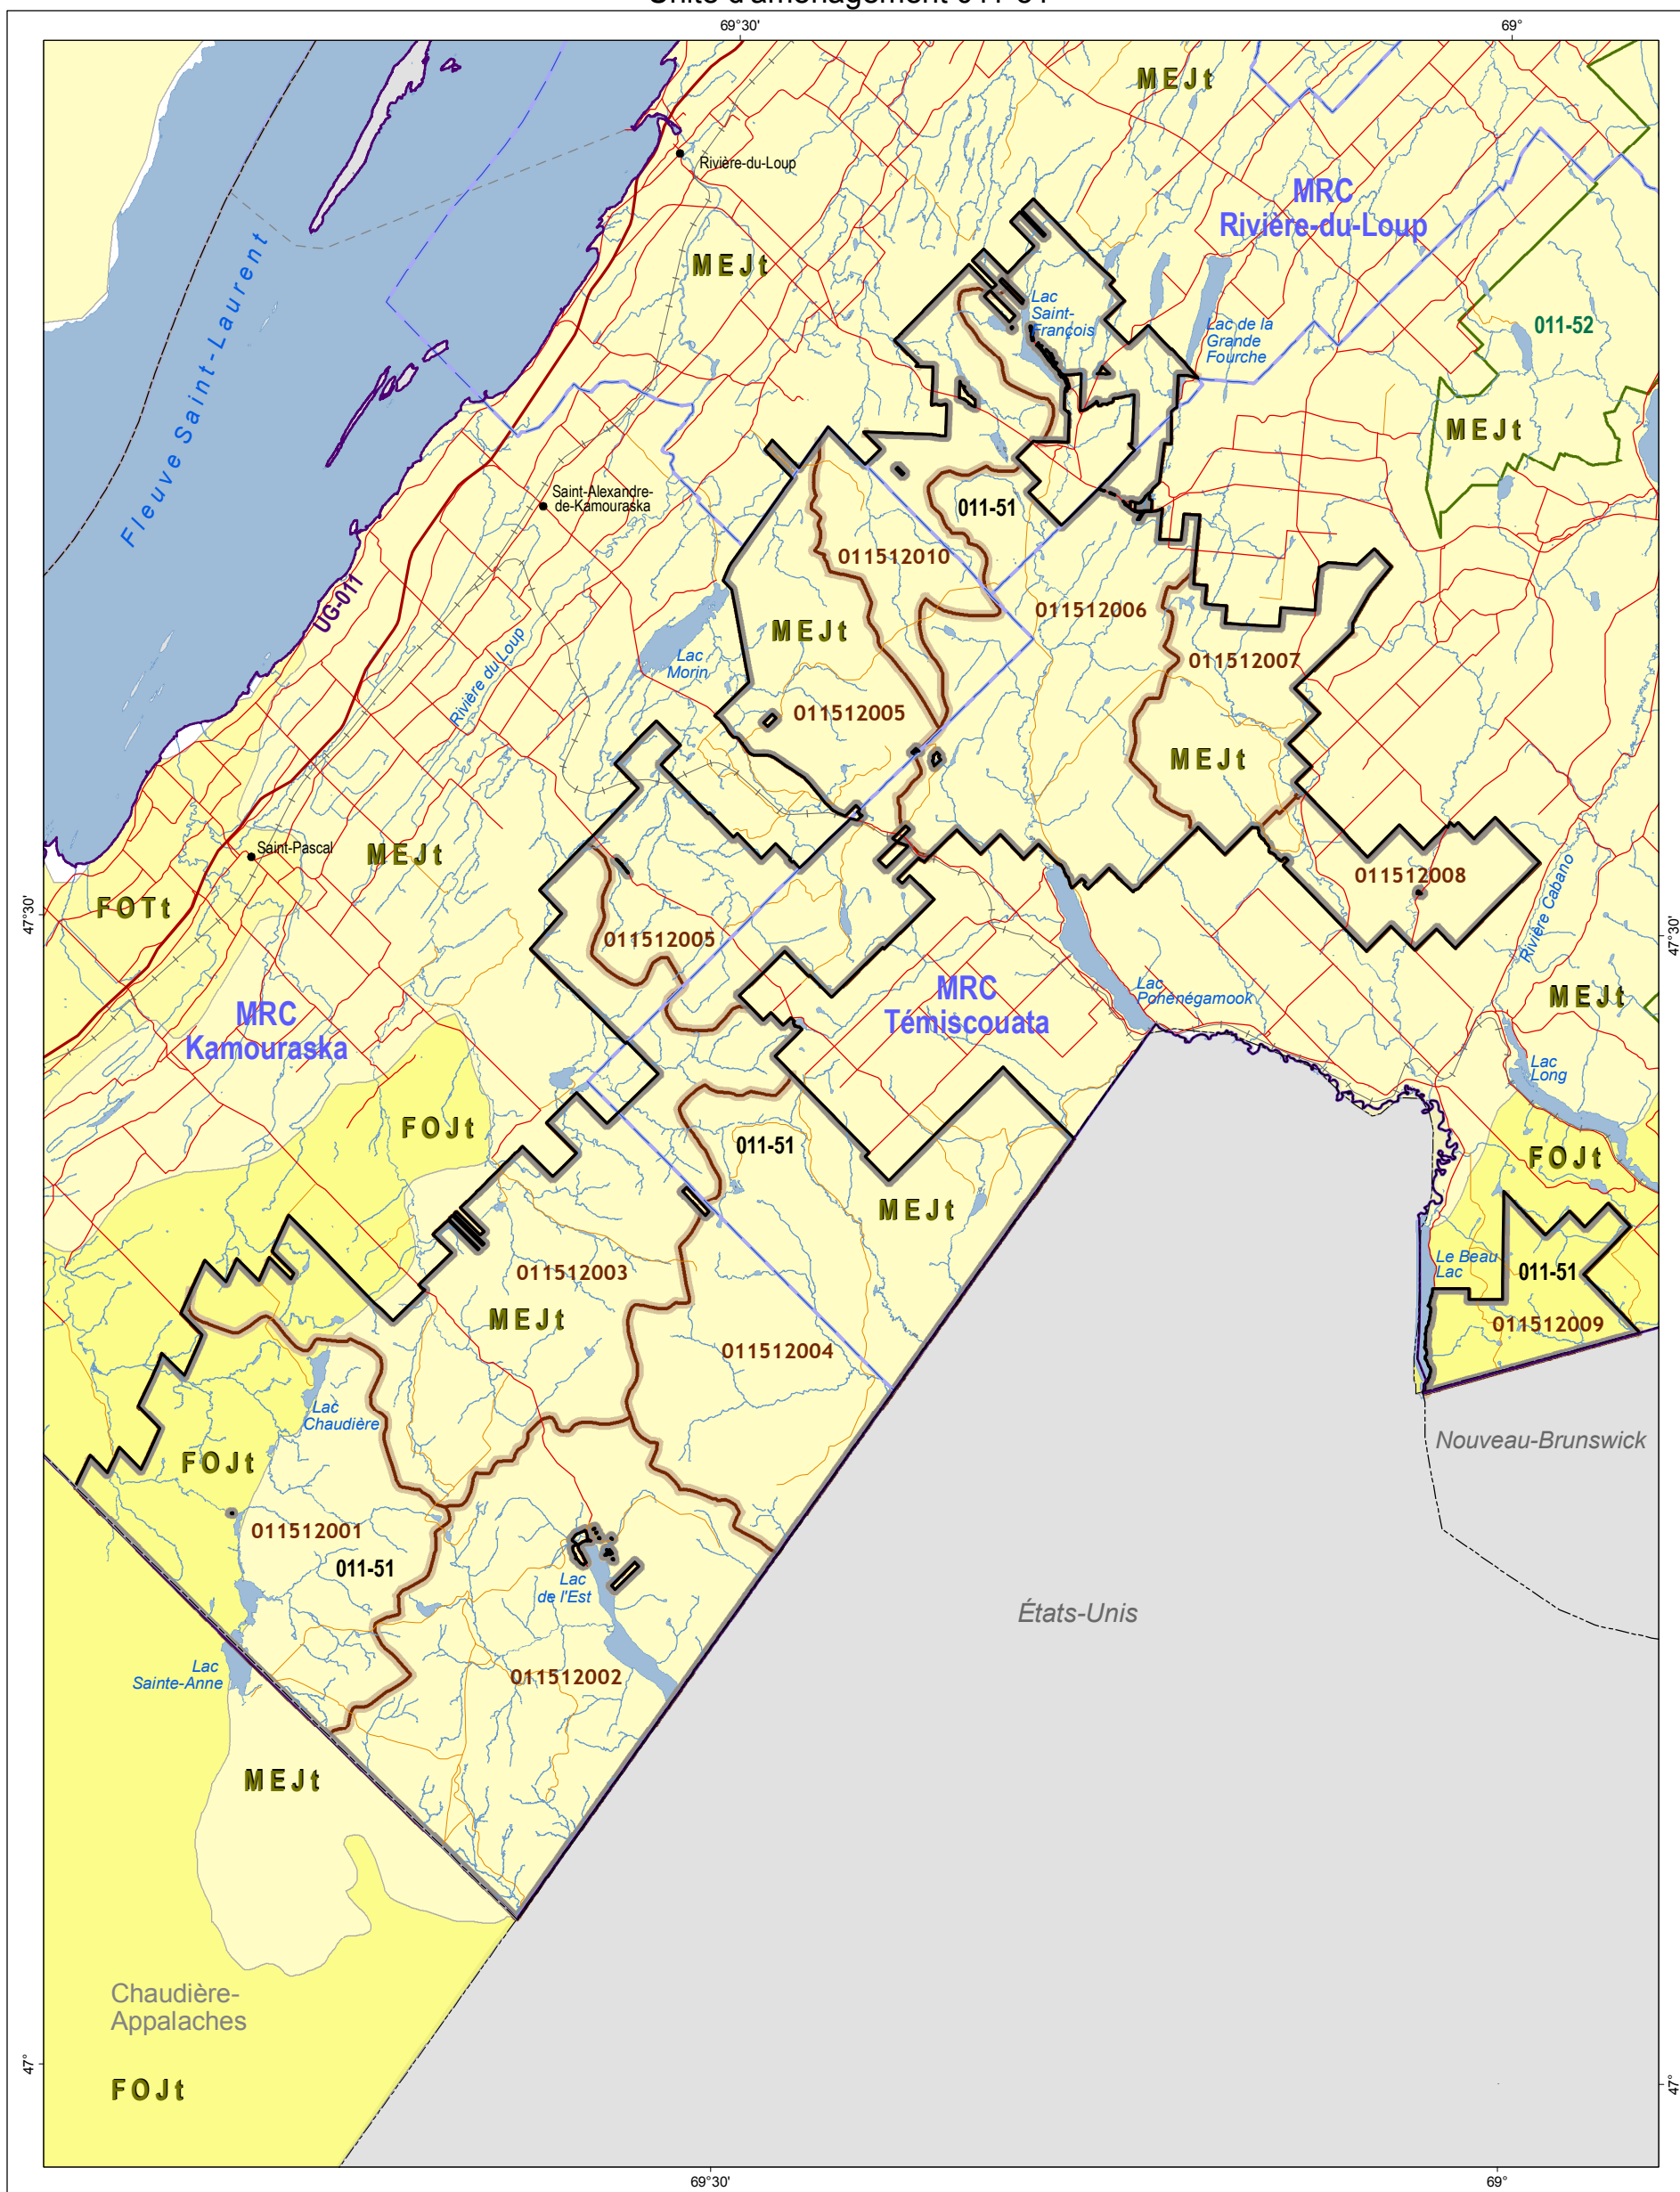 69°30'
69°
MEJt
Rivière-du-Loup
MRC
Rivière-du-Loup
MEJt
Fleuve Saint-Laurent
Lac
Saint-
François
Lac de la
Grande
Fourche
011-52
MEJt
Saint-Alexandre-
de-Kamouraska
011-51
011512010
UG-011
011512006
MEJt
Rivière du Loup
Lac
Morin
011512007
011512005
MEJt
Saint-Pascal
MEJt
011512008
FOTt
47°30'
47°30'
Rivière Cabano
011512005
MRC
Témiscouata
Lac
Pohénégamook
MEJt
MRC
Kamouraska
Lac
Long
FOJt
011-51
FOJt
MEJt
Le Beau
Lac
011-51
011512003
MEJt
011512009
011512004
Lac
Chaudière
FOJt
Nouveau-Brunswick
011512001
011-51
Lac
de l'Est
États-Unis
Lac
Sainte-Anne
011512002
MEJt
Chaudière-
Appalaches
47°
47°
FOJt
69°30'
69°